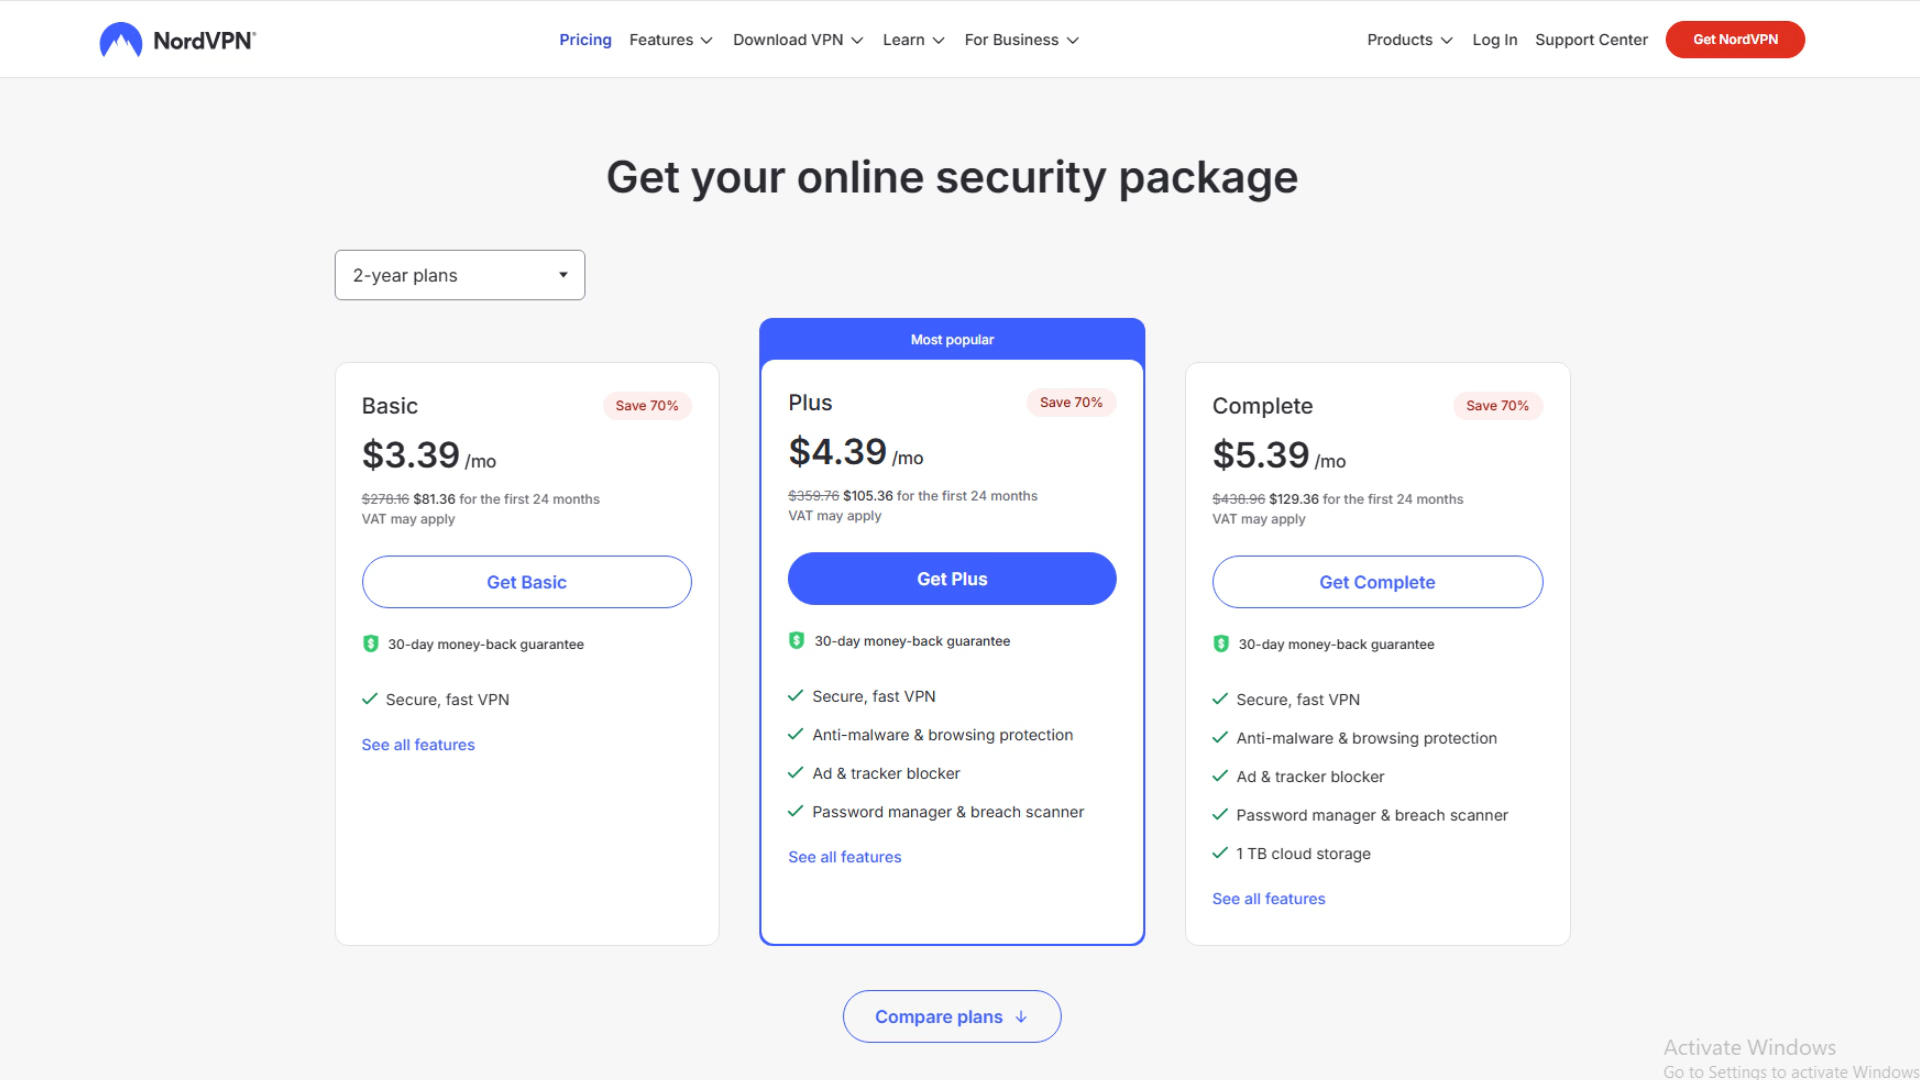 NordVPN®
Pricing
Features
Download VPN
Learn
For Business
Products
Log In
Support Center
Get NordVPN
Get your online security package
2-year plans
Basic
Save 70%
$3.39 /mo
$278.16 $81.36 for the first 24 months
VAT may apply
Get Basic
30-day money-back guarantee
Secure, fast VPN
See all features
Most popular
Plus
Save 70%
$4.39 /mo
$359.76 $105.36 for the first 24 months
VAT may apply
Get Plus
30-day money-back guarantee
Secure, fast VPN
Anti-malware & browsing protection
Ad & tracker blocker
Password manager & breach scanner
See all features
Complete
Save 70%
$5.39 /mo
$438.96 $129.36 for the first 24 months
VAT may apply
Get Complete
30-day money-back guarantee
Secure, fast VPN
Anti-malware & browsing protection
Ad & tracker blocker
Password manager & breach scanner
1 TB cloud storage
See all features
Compare plans
Activate Windows
Go to Settings to activate Windows